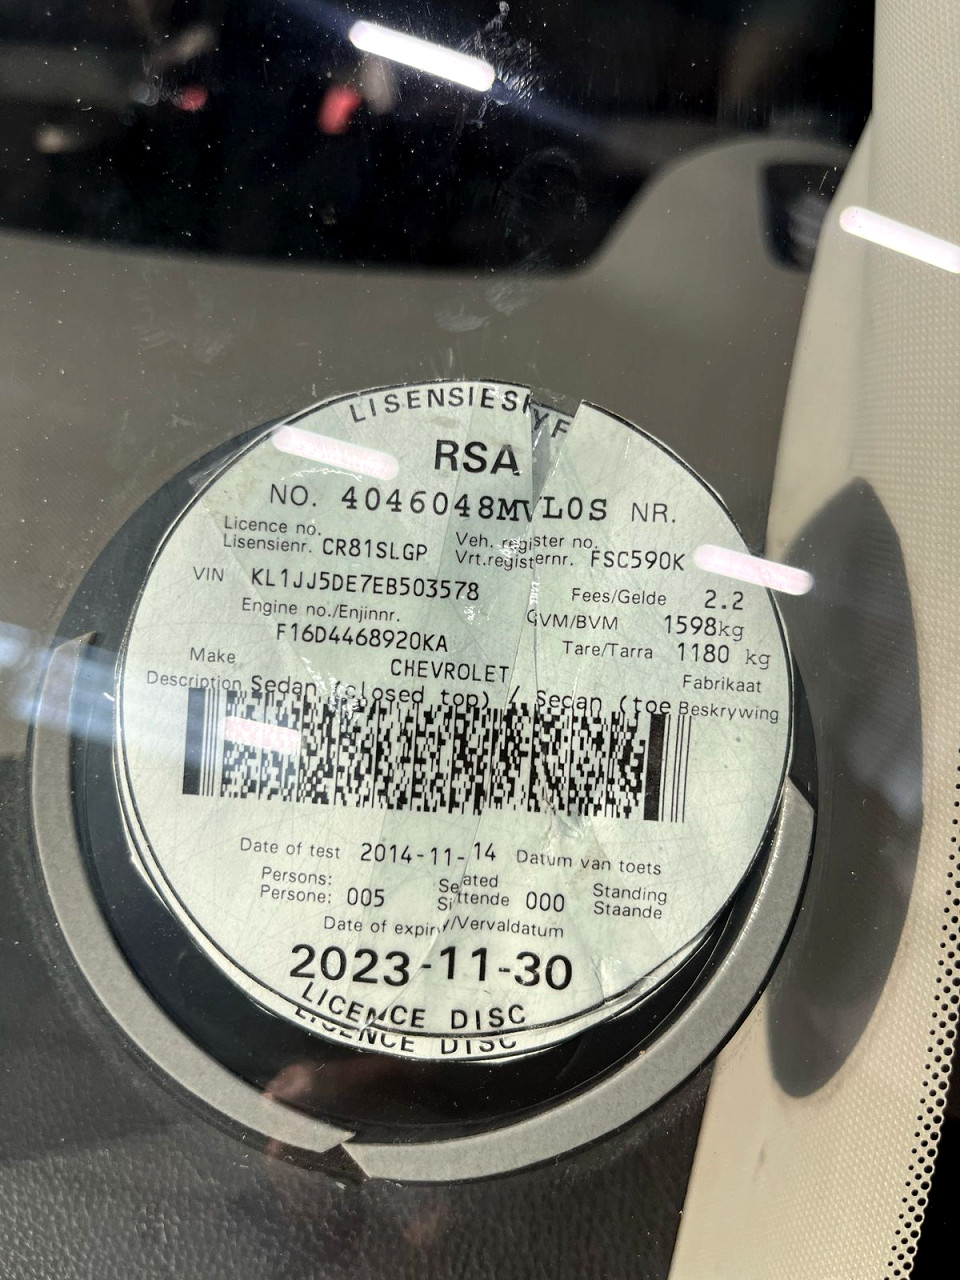 LISENSIESKYF
RSA
NO. 4046048MVL0S NR.
Licence no. Veh. register no.
Lisensienr. CR81SLGP Vrt.registernr. FSC590K
VIN KL1JJ5DE7EB503578 Fees/Gelde 2.2
Engine no./Enjinnr. GVM/BVM 1598kg
F16D4468920KA Tare/Tarra 1180 kg
Make CHEVROLET Fabrikaat
Description Sedan (closed top) / Sedan (toe Beskrywing
Date of test 2014-11-14 Datum van toets
Persons: Seated Standing
Persone: 005 Sittende 000 Staande
Date of expiry/Vervaldatum
2023-11-30
LICENCE DISC
LICENCE DISC